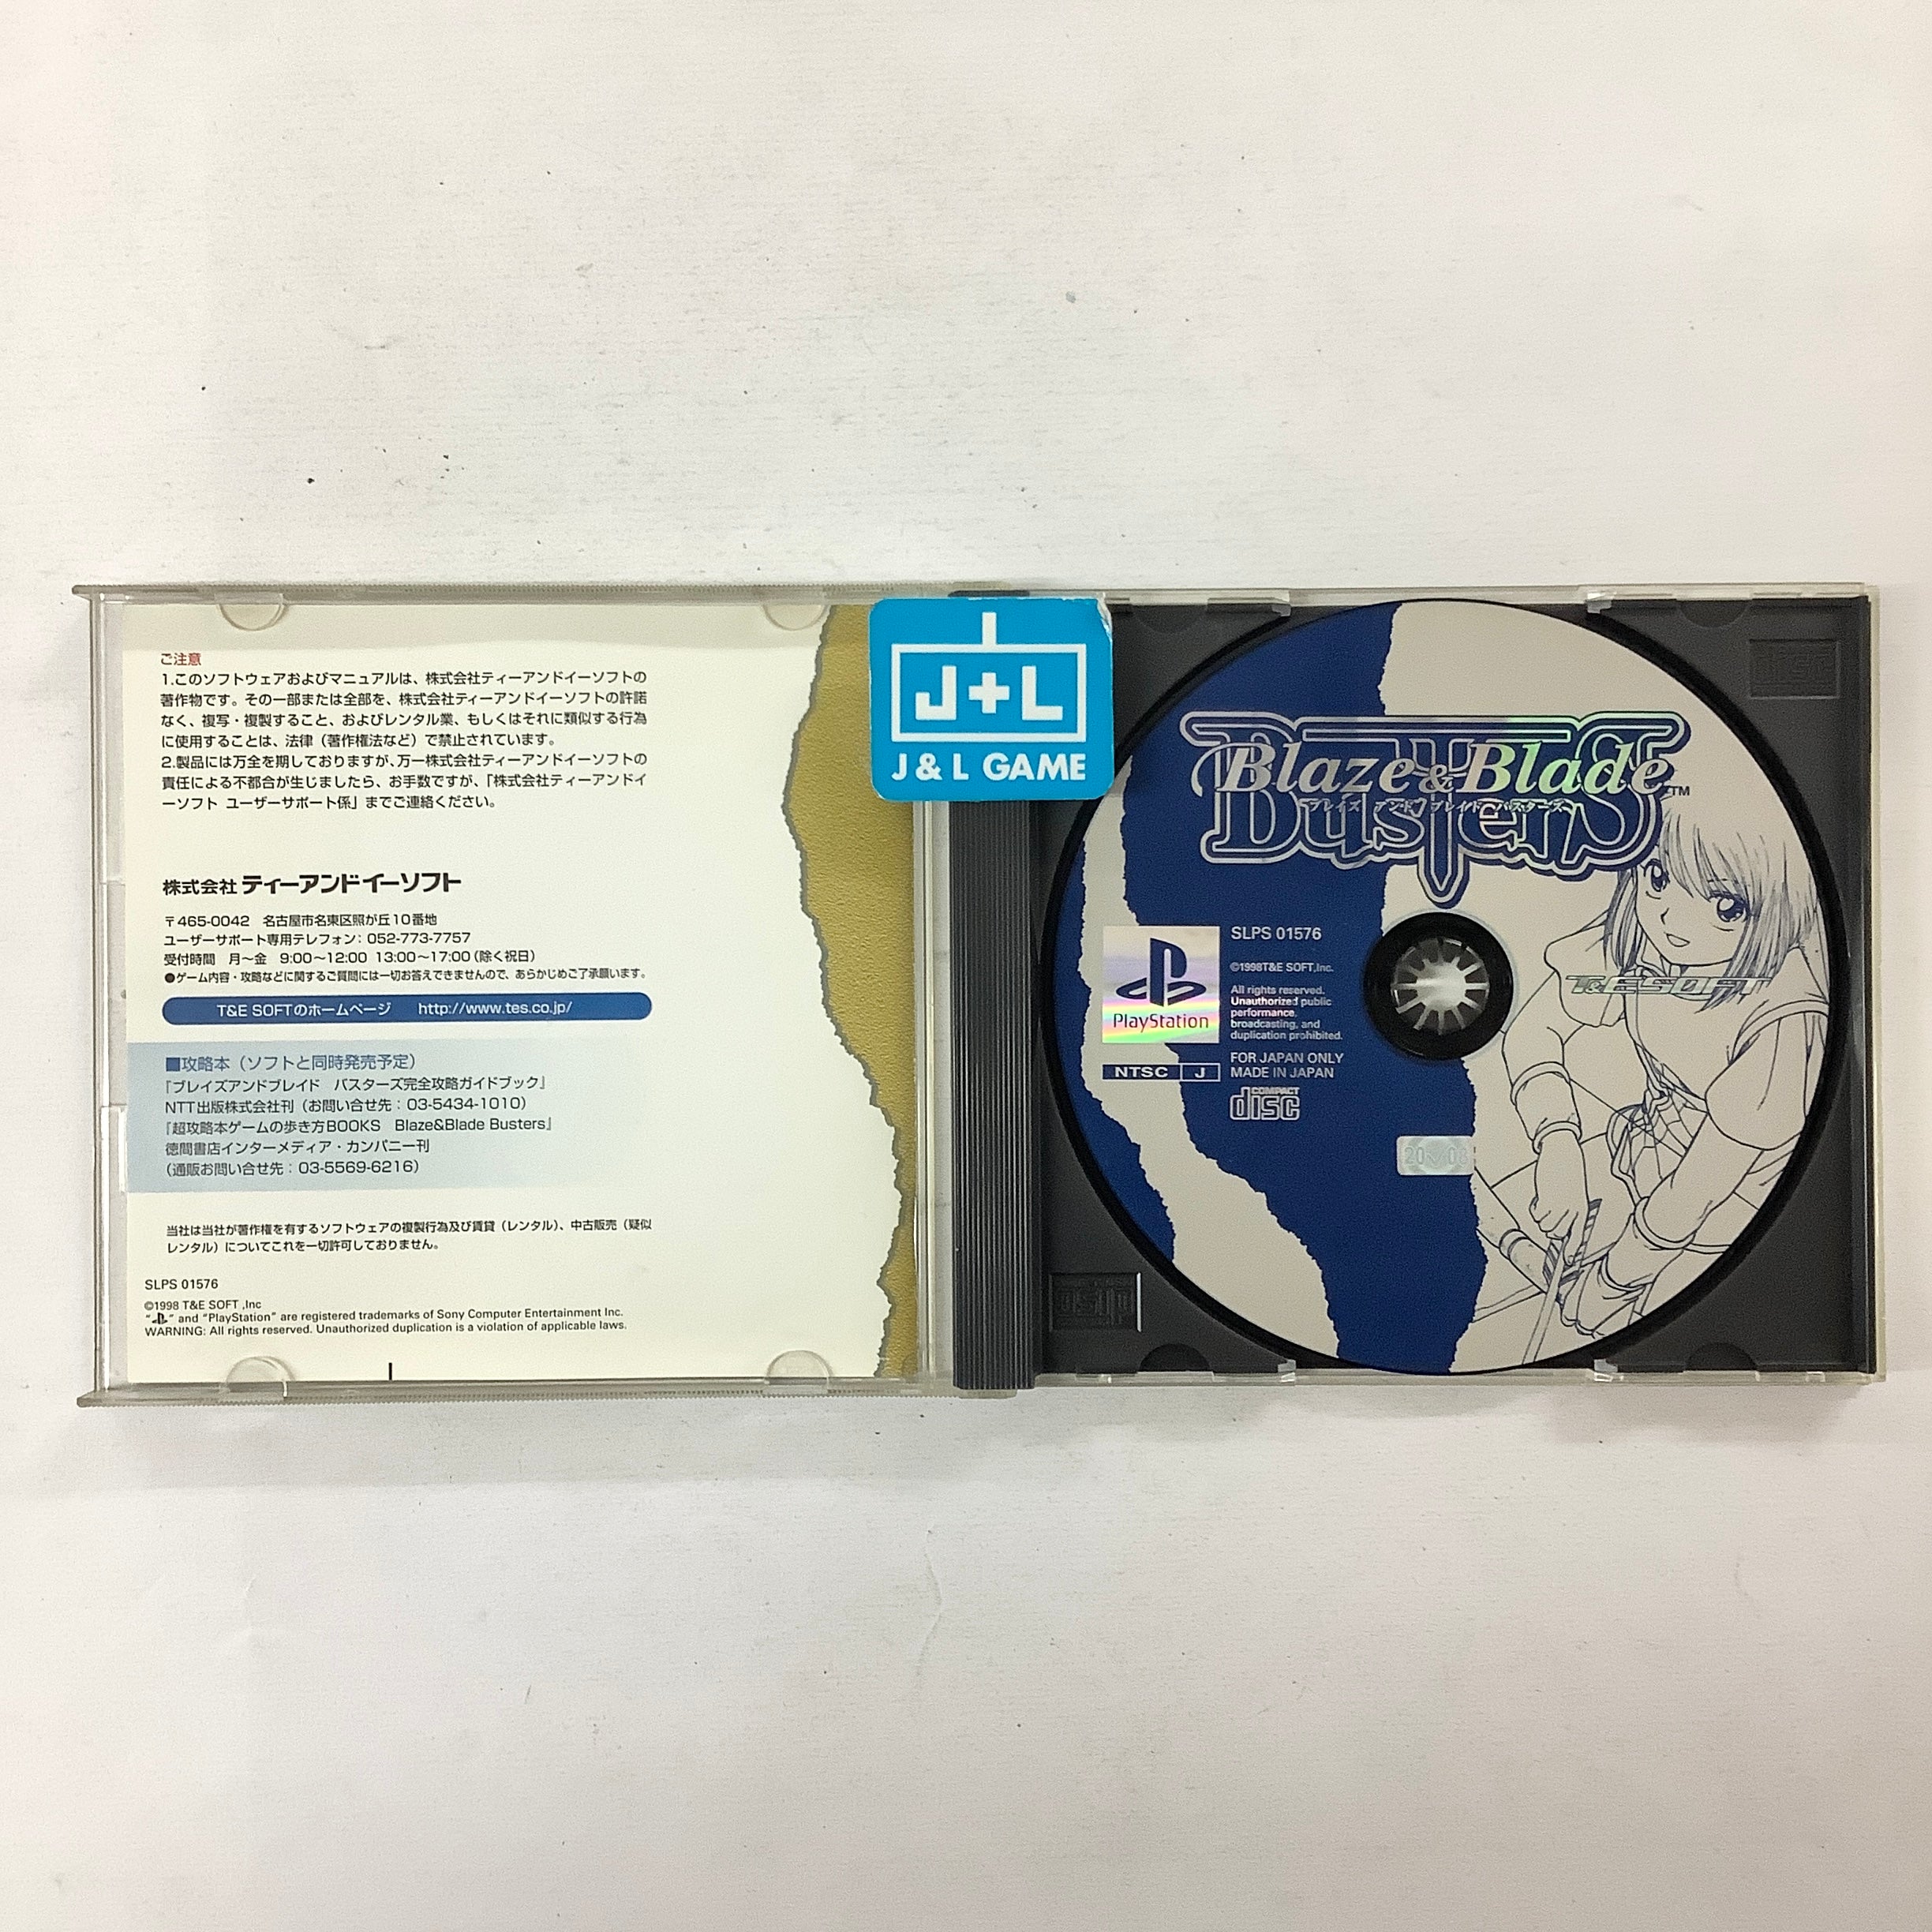 ご注意
1.このソフトウェアおよびマニュアルは、株式会社ティーアンドイーソフトの
著作物です。その一部または全部を、株式会社ティーアンドイーソフトの許諾
なく、複写・複製すること、およびレンタル業、もしくはそれに類似する行為
に使用することは、法律（著作権法など）で禁止されています。
2.製品には万全を期しておりますが、万一株式会社ティーアンドイーソフトの
責任による不都合が生じましたら、お手数ですが、「株式会社ティーアンドイ
ーソフト ユーザーサポート係」までご連絡ください。
株式会社 ティーアンドイーソフト
〒465-0042 名古屋市名東区照が丘10番地
ユーザーサポート専用テレフォン：052-773-7757
受付時間 月～金 9:00～12:00 13:00～17:00（除く祝日）
●ゲーム内容・攻略などに関するご質問には一切お答えできませんので、あらかじめご了承願います。
T&E SOFTのホームページ http://www.tes.co.jp/
■攻略本（ソフトと同時発売予定）
『ブレイズアンドブレイド バスターズ完全攻略ガイドブック』
NTT出版株式会社刊（お問い合せ先：03-5434-1010）
『超攻略本ゲームの歩き方BOOKS Blaze&Blade Busters』
徳間書店インターメディア・カンパニー刊
（通販お問い合せ先：03-5569-6216）
当社は当社が著作権を有するソフトウェアの複製行為及び賃貸（レンタル）、中古販売（疑似
レンタル）についてこれを一切許可しておりません。
SLPS 01576
©1998 T&E SOFT ,Inc
" " and "PlayStation" are registered trademarks of Sony Computer Entertainment Inc.
WARNING: All rights reserved. Unauthorized duplication is a violation of applicable laws.
J+L
J & L GAME
Blaze & Blade™
ブレイズ アンド ブレイド バスターズ
Busters
SLPS 01576
©1998T&E SOFT,Inc.
All rights reserved.
Unauthorized public
performance,
broadcasting, and
duplication prohibited.
PlayStation
FOR JAPAN ONLY
MADE IN JAPAN
NTSC J
COMPACT
disc
T&E SOFT